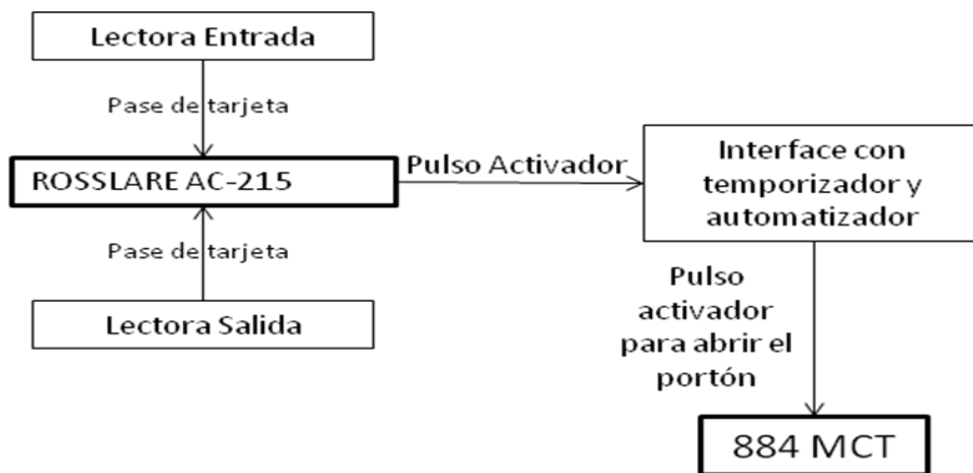 Lectora Entrada
Pase de tarjeta
ROSSLARE AC-215
Pulso Activador
Interface con
temporizador y
automatizador
Pase de tarjeta
Lectora Salida
Pulso
activador
para abrir el
portón
884 MCT